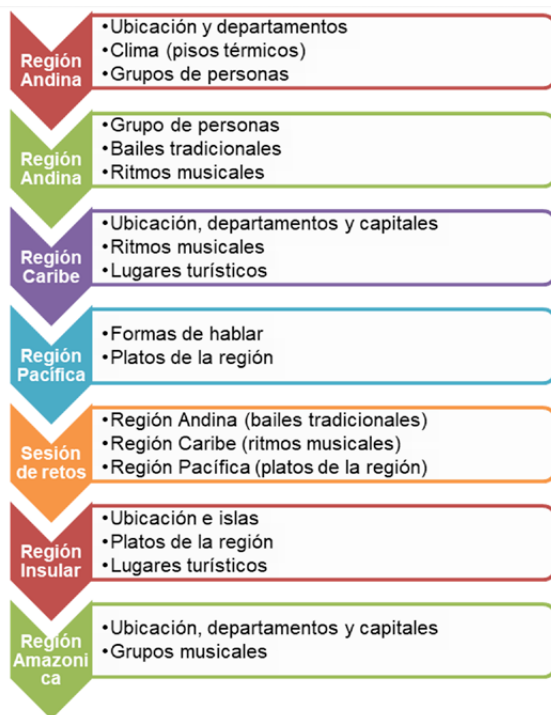 Región
Andina
•Ubicación y departamentos
•Clima (pisos térmicos)
•Grupos de personas
Región
Andina
•Grupo de personas
•Bailes tradicionales
•Ritmos musicales
Región
Caribe
•Ubicación, departamentos y capitales
•Ritmos musicales
•Lugares turísticos
Región
Pacífica
•Formas de hablar
•Platos de la región
Sesión
de retos
•Región Andina (bailes tradicionales)
•Región Caribe (ritmos musicales)
•Región Pacífica (platos de la región)
Región
Insular
•Ubicación e islas
•Platos de la región
•Lugares turísticos
Región
Amazoni
ca
•Ubicación, departamentos y capitales
•Grupos musicales